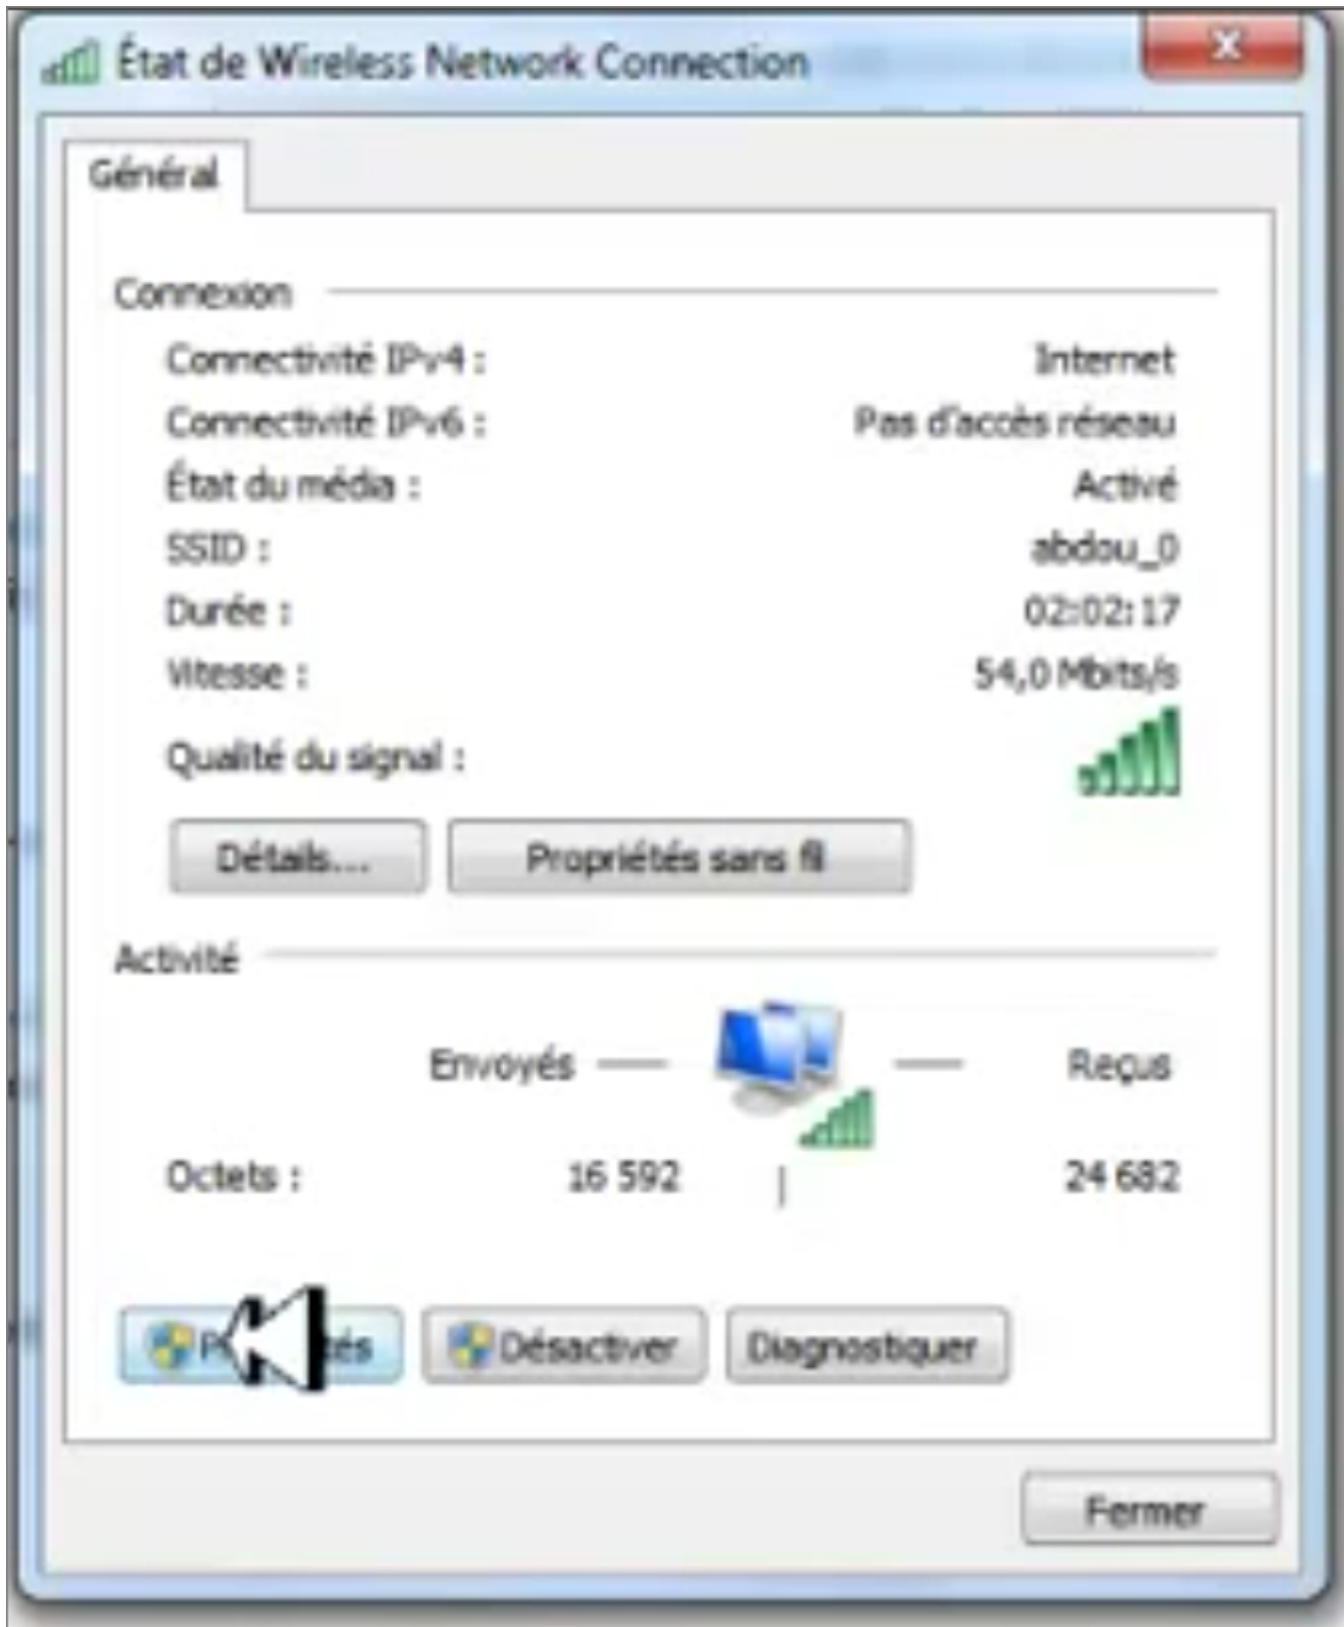 État de Wireless Network Connection
x
Général
Connexion
Connectivité IPv4 : Internet
Connectivité IPv6 : Pas d'accès réseau
État du média : Activé
SSID : abdou_0
Durée : 02:02:17
Vitesse : 54,0 Mbits/s
Qualité du signal :
Détails... Propriétés sans fil
Activité
Envoyés Reçus
Octets : 16 592 24 682
Désactiver Diagnostiquer
Fermer